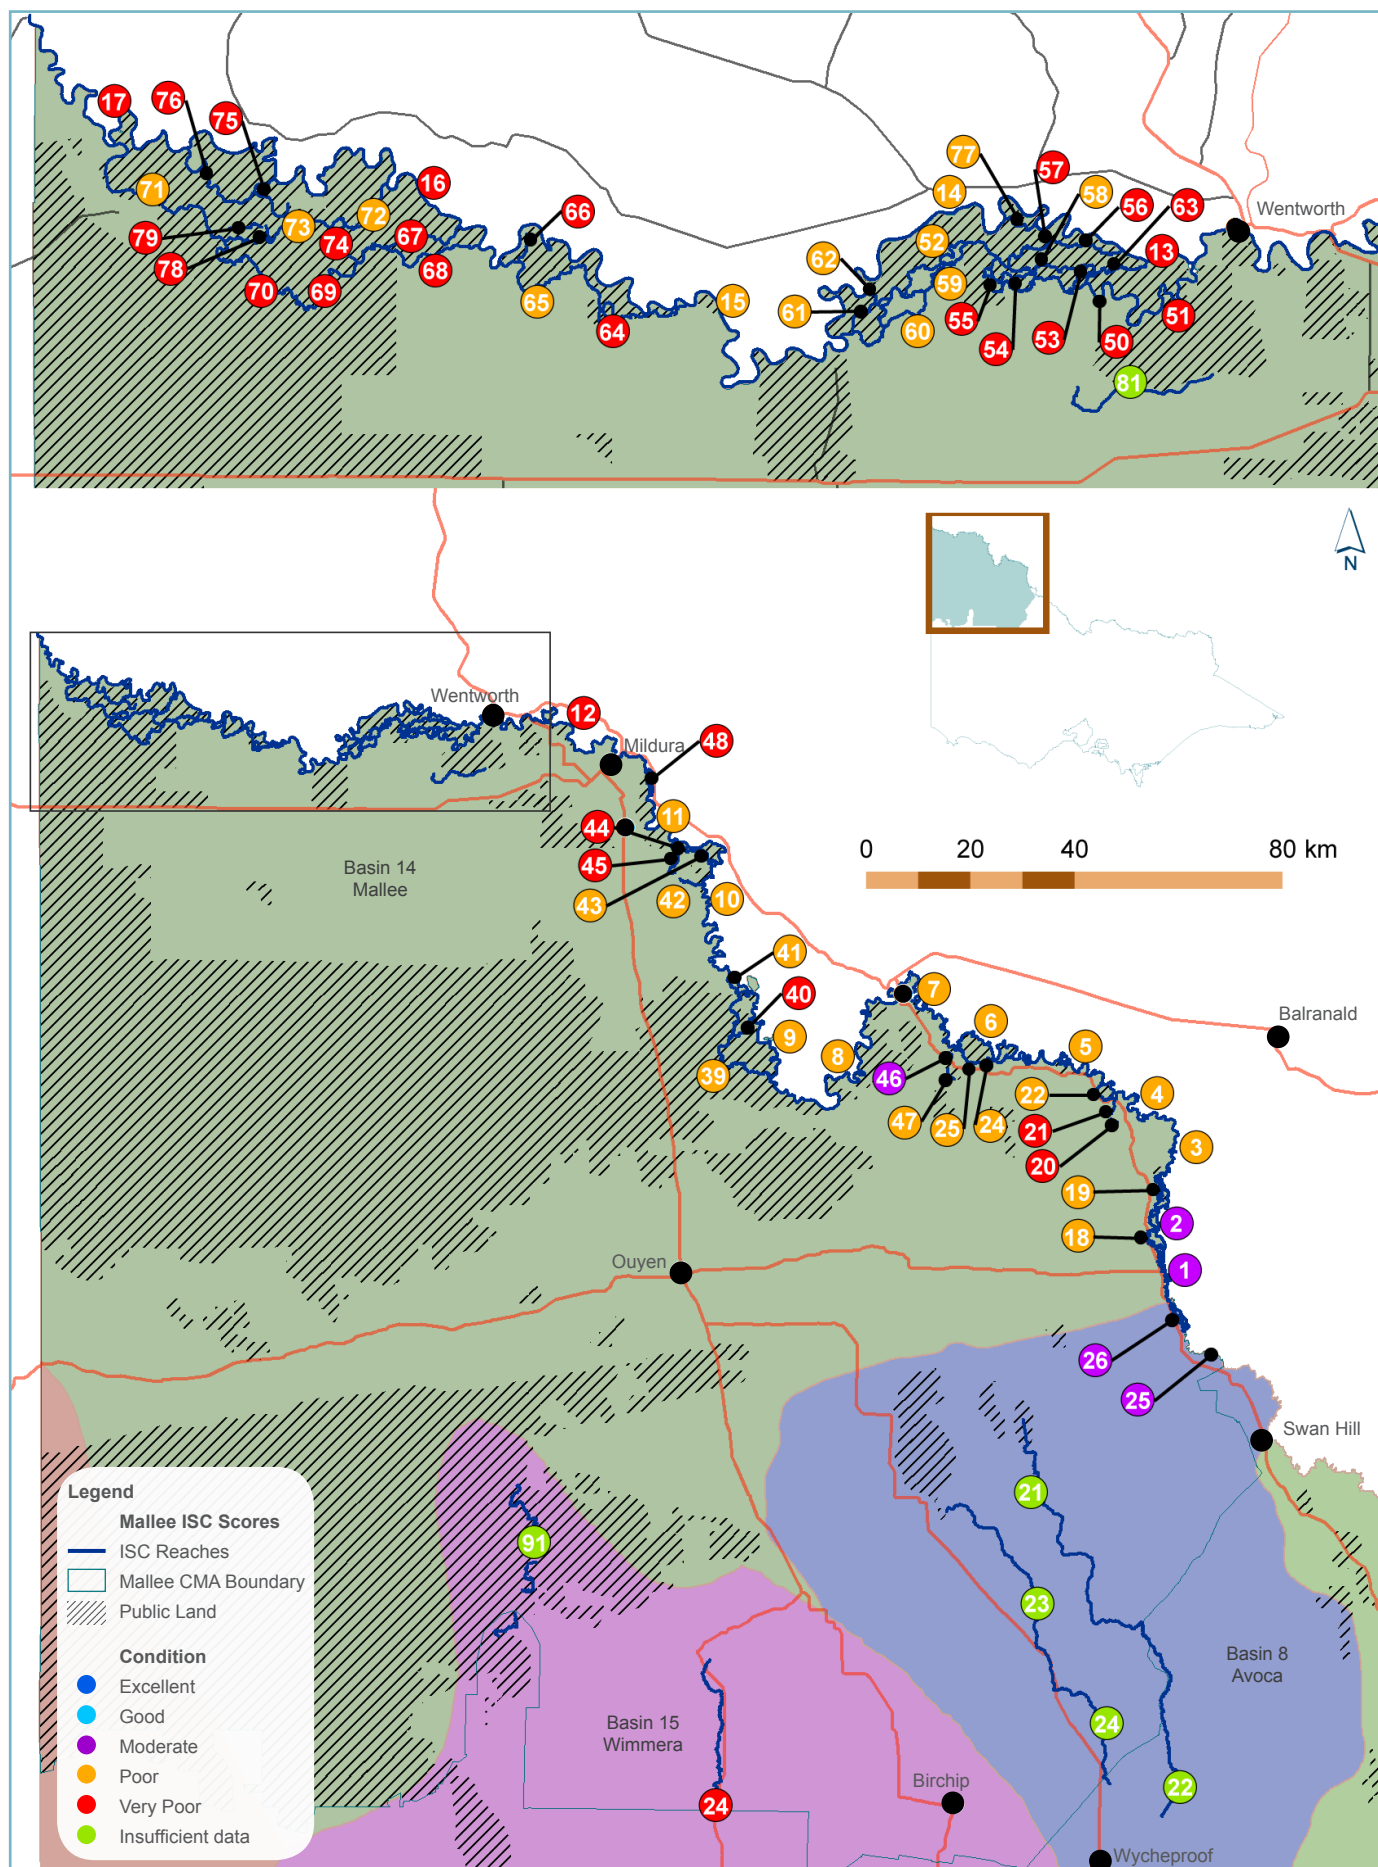 17
76
75
71
16
72
73
79
78
74
67
68
70
69
66
65
64
15
77
57
14
58
56
63
Wentworth
52
13
62
59
61
60
55
54
53
50
51
81
N
Wentworth
12
Mildura
48
11
44
45
43
42
10
Basin 14
Mallee
0 20 40 80 km
41
40
9
39
8
7
6
5
46
47
25
24
22
4
21
20
3
19
2
18
1
Balranald
Ouyen
26
25
Swan Hill
21
91
23
24
22
Basin 8
Avoca
Basin 15
Wimmera
24
Birchip
Wycheproof
Legend
Mallee ISC Scores
ISC Reaches
Mallee CMA Boundary
Public Land
Condition
Excellent
Good
Moderate
Poor
Very Poor
Insufficient data